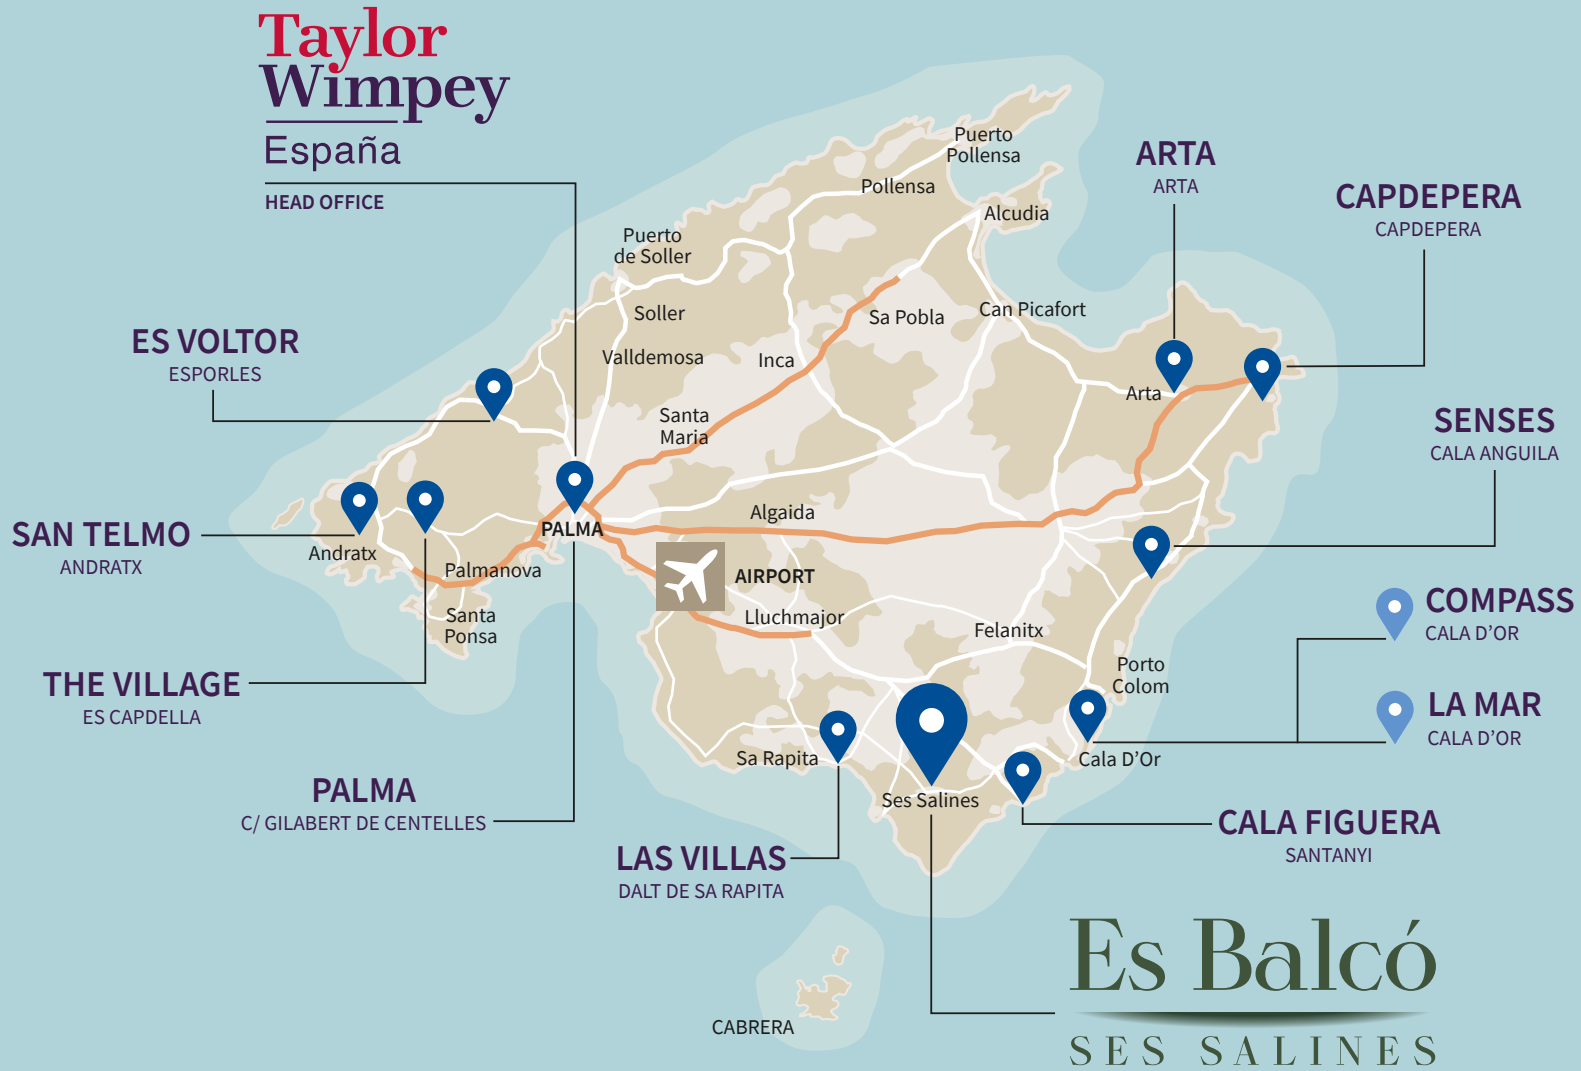 Taylor
Wimpey
España
HEAD OFFICE
Puerto
Pollensa
Pollensa
Alcudia
ARTA
ARTA
CAPDEPERA
CAPDEPERA
Puerto
de Soller
Soller
Sa Pobla
Can Picafort
ES VOLTOR
ESPORLES
Valldemosa
Inca
Arta
Santa
Maria
SENSES
CALA ANGUILA
SAN TELMO
ANDRATX
Andratx
PALMA
Algaida
Palmanova
AIRPORT
Santa
Ponsa
Lluchmajor
Felanitx
COMPASS
CALA D'OR
THE VILLAGE
ES CAPDELLA
Porto
Colom
LA MAR
CALA D'OR
Sa Rapita
Cala D'Or
Ses Salines
PALMA
C/ GILABERT DE CENTELLES
LAS VILLAS
DALT DE SA RAPITA
CALA FIGUERA
SANTANYI
CABRERA
Es Balcó
SES SALINES